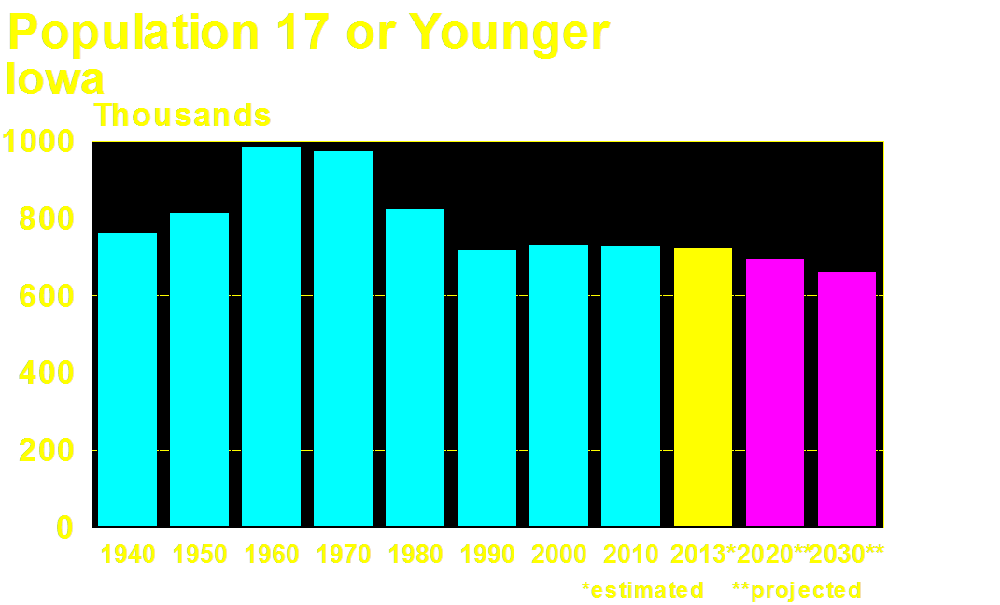 Population 17 or Younger
Iowa
Thousands
1000
800
600
400
200
0
1940 1950 1960 1970 1980 1990 2000 2010 2013* 2020** 2030**
*estimated **projected